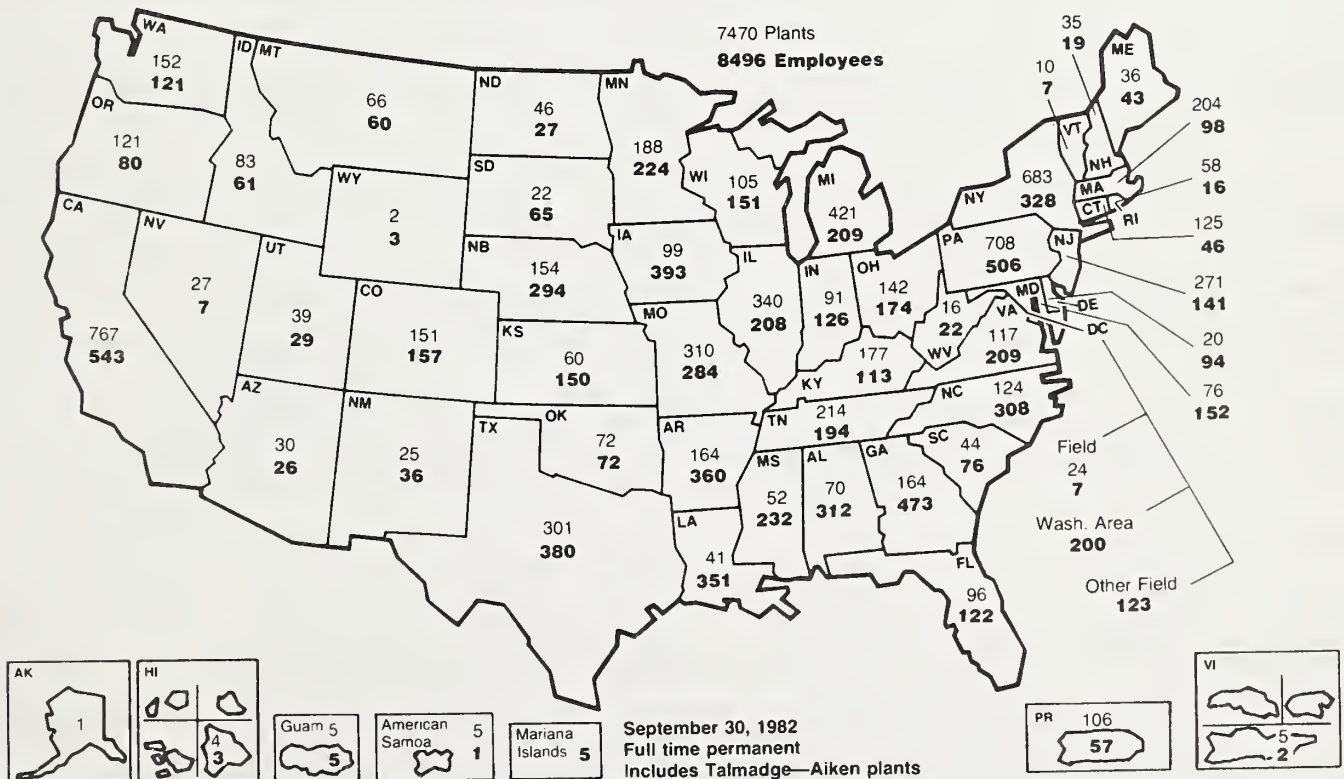 7470 Plants
8496 Employees
WA
152
121
ID
MT
66
60
ND
46
27
MN
188
224
35
19
10
7
ME
36
43
204
98
OR
121
80
83
61
WY
2
3
SD
22
65
WI
105
151
MI
421
209
NY
683
328
VT
NH
MA
CT
RI
58
16
125
46
CA
767
543
NV
27
7
UT
39
29
NB
154
294
IA
99
393
IL
340
208
IN
91
126
OH
142
174
PA
708
506
NJ
271
141
CO
151
157
KS
60
150
MO
310
284
KY
177
113
16
22
WV
VA
117
209
MD
DE
DC
20
94
76
152
AZ
30
26
NM
25
36
TX
301
380
OK
72
72
AR
164
360
TN
214
194
NC
124
308
SC
44
76
MS
52
232
AL
70
312
GA
164
473
LA
41
351
FL
96
122
Field
24
7
Wash. Area
200
Other Field
123
AK
1
HI
4
3
Guam 5
5
American 5
Samoa
1
Mariana
Islands 5
September 30, 1982
Full time permanent
Includes Talmadge—Aiken plants
PR 106
57
VI
5
2